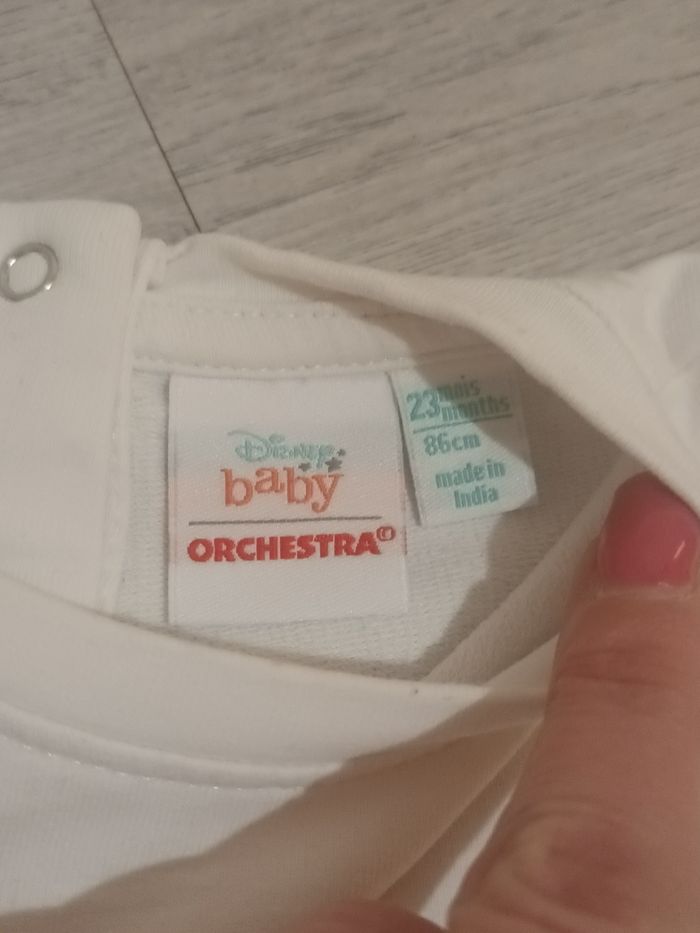 Disney
baby
ORCHESTRA©
23 mois
months
86cm
made in
India